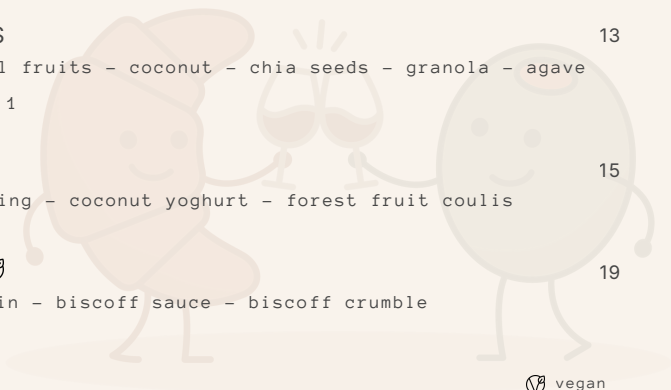 S 13
l fruits – coconut – chia seeds – granola – agave
1
15
ing – coconut yoghurt – forest fruit coulis
19
in – biscoff sauce – biscoff crumble
vegan